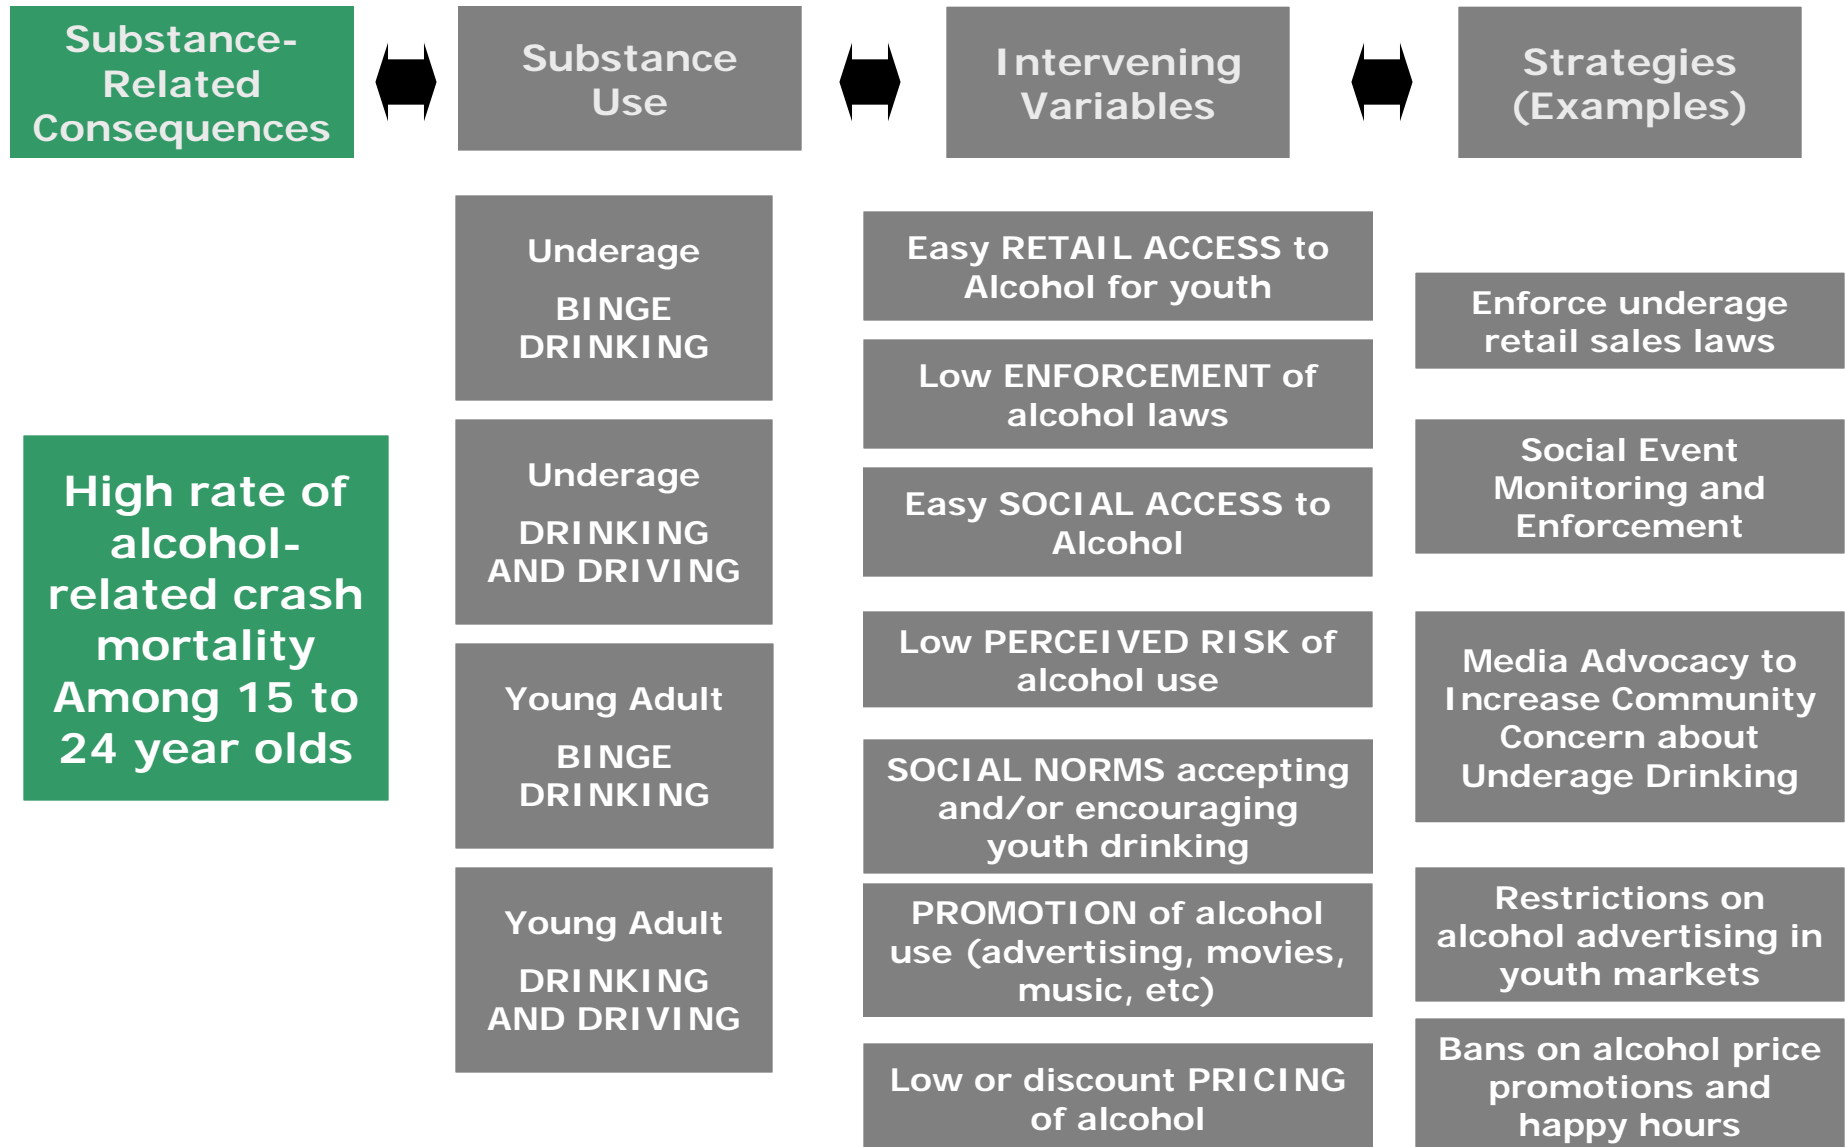 Substance-
Related
Consequences
Substance
Use
Intervening
Variables
Strategies
(Examples)
High rate of
alcohol-
related crash
mortality
Among 15 to
24 year olds
Underage
BINGE
DRINKING
Underage
DRINKING
AND DRIVING
Young Adult
BINGE
DRINKING
Young Adult
DRINKING
AND DRIVING
Easy RETAIL ACCESS to
Alcohol for youth
Low ENFORCEMENT of
alcohol laws
Easy SOCIAL ACCESS to
Alcohol
Low PERCEIVED RISK of
alcohol use
SOCIAL NORMS accepting
and/or encouraging
youth drinking
PROMOTION of alcohol
use (advertising, movies,
music, etc)
Low or discount PRICING
of alcohol
Enforce underage
retail sales laws
Social Event
Monitoring and
Enforcement
Media Advocacy to
Increase Community
Concern about
Underage Drinking
Restrictions on
alcohol advertising in
youth markets
Bans on alcohol price
promotions and
happy hours